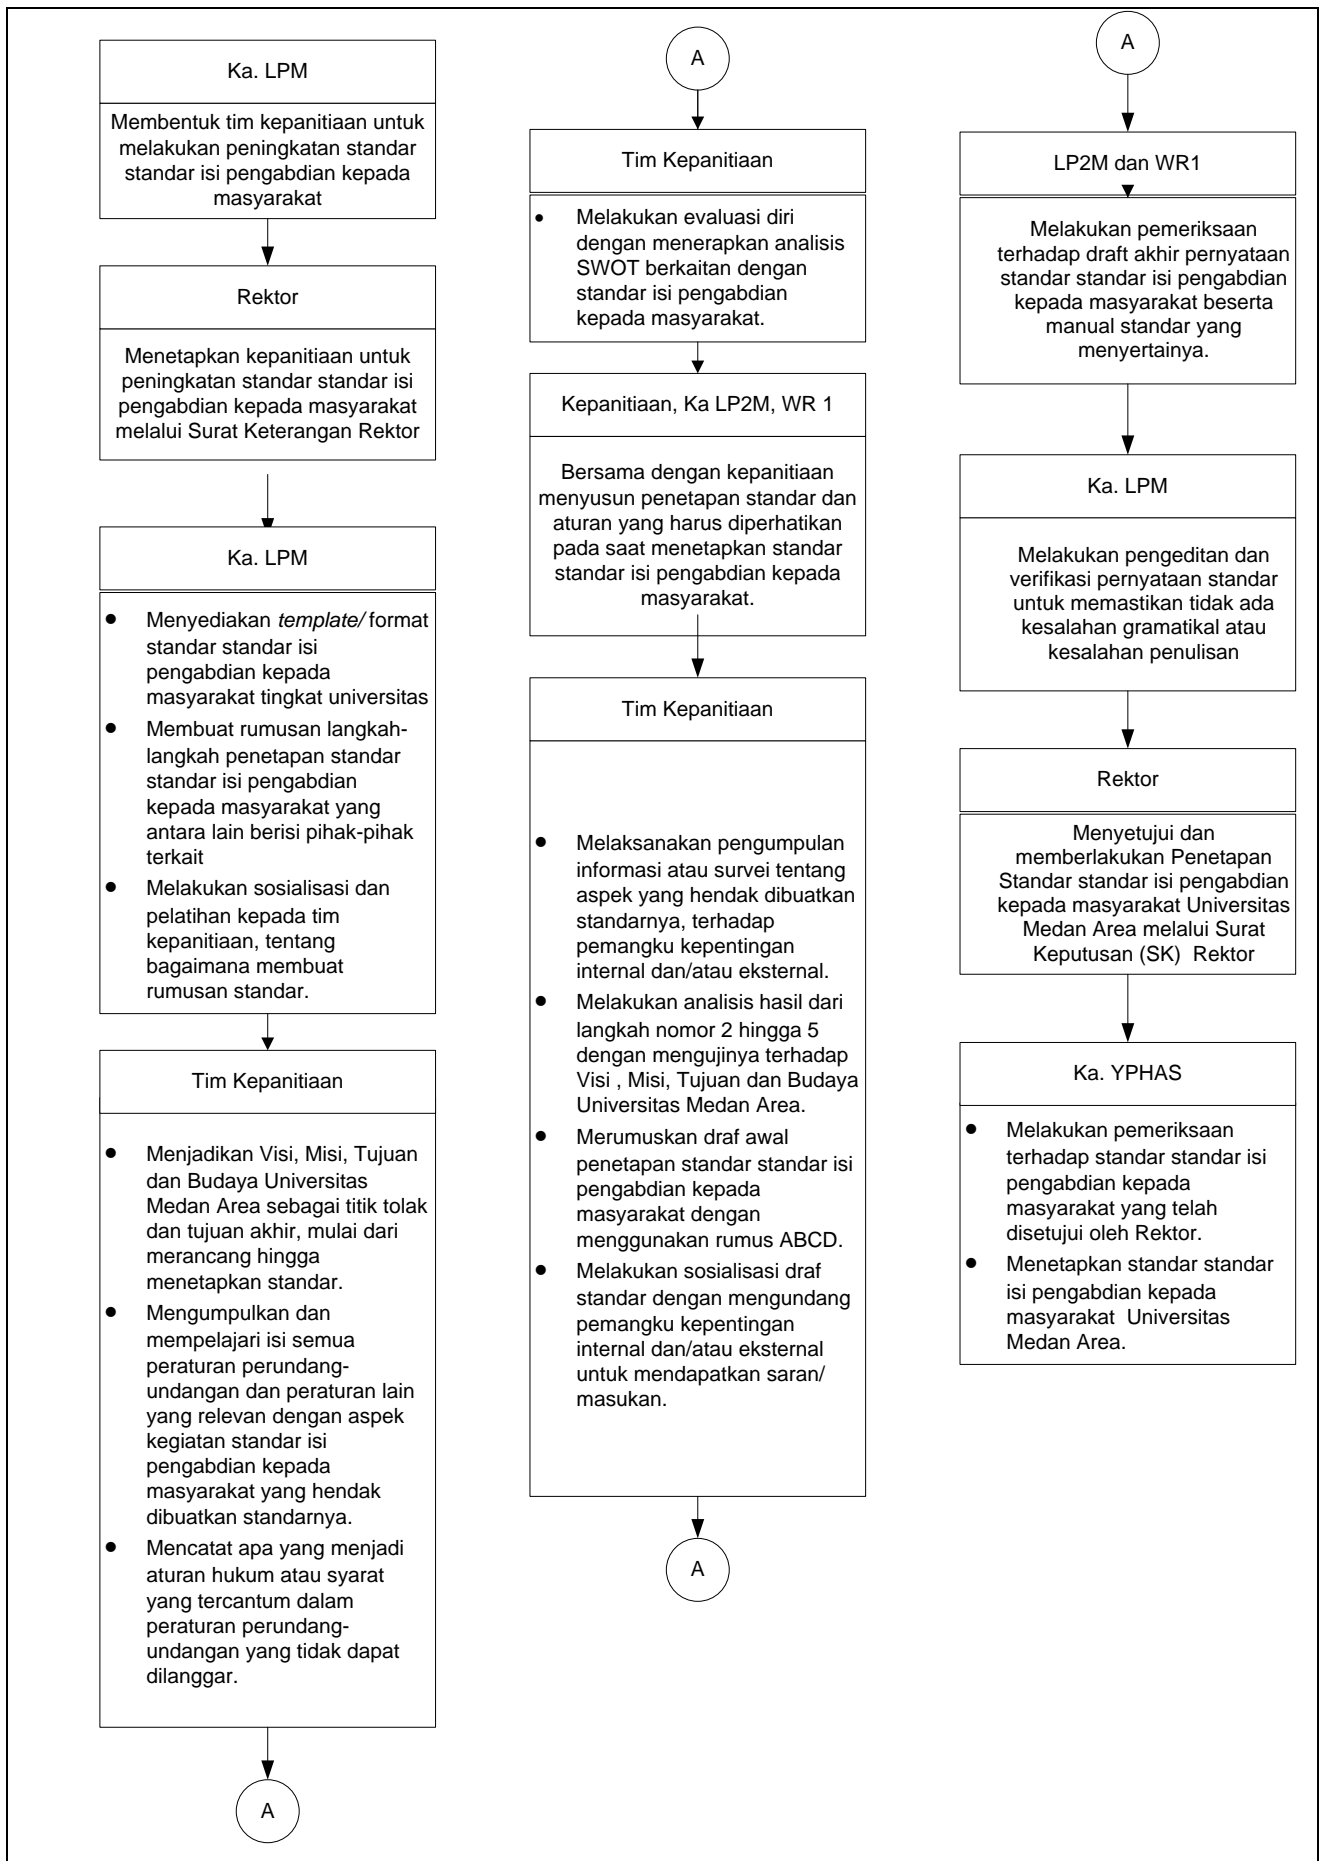 Ka. LPM
Membentuk tim kepanitiaan untuk
melakukan peningkatan standar
standar isi pengabdian kepada
masyarakat
Rektor
Menetapkan kepanitiaan untuk
peningkatan standar standar isi
pengabdian kepada masyarakat
melalui Surat Keterangan Rektor
Ka. LPM
• Menyediakan template/ format
standar standar isi
pengabdian kepada
masyarakat tingkat universitas
• Membuat rumusan langkah-
langkah penetapan standar
standar isi pengabdian
kepada masyarakat yang
antara lain berisi pihak-pihak
terkait
• Melakukan sosialisasi dan
pelatihan kepada tim
kepanitiaan, tentang
bagaimana membuat
rumusan standar.
Tim Kepanitiaan
• Menjadikan Visi, Misi, Tujuan
dan Budaya Universitas
Medan Area sebagai titik tolak
dan tujuan akhir, mulai dari
merancang hingga
menetapkan standar.
• Mengumpulkan dan
mempelajari isi semua
peraturan perundang-
undangan dan peraturan lain
yang relevan dengan aspek
kegiatan standar isi
pengabdian kepada
masyarakat yang hendak
dibuatkan standarnya.
• Mencatat apa yang menjadi
aturan hukum atau syarat
yang tercantum dalam
peraturan perundang-
undangan yang tidak dapat
dilanggar.
A
A
Tim Kepanitiaan
• Melakukan evaluasi diri
dengan menerapkan analisis
SWOT berkaitan dengan
standar isi pengabdian
kepada masyarakat.
Kepanitiaan, Ka LP2M, WR 1
Bersama dengan kepanitiaan
menyusun penetapan standar dan
aturan yang harus diperhatikan
pada saat menetapkan standar
standar isi pengabdian kepada
masyarakat.
Tim Kepanitiaan
• Melaksanakan pengumpulan
informasi atau survei tentang
aspek yang hendak dibuatkan
standarnya, terhadap
pemangku kepentingan
internal dan/atau eksternal.
• Melakukan analisis hasil dari
langkah nomor 2 hingga 5
dengan mengujinya terhadap
Visi , Misi, Tujuan dan Budaya
Universitas Medan Area.
• Merumuskan draf awal
penetapan standar standar isi
pengabdian kepada
masyarakat dengan
menggunakan rumus ABCD.
• Melakukan sosialisasi draf
standar dengan mengundang
pemangku kepentingan
internal dan/atau eksternal
untuk mendapatkan saran/
masukan.
A
A
LP2M dan WR1
Melakukan pemeriksaan
terhadap draft akhir pernyataan
standar standar isi pengabdian
kepada masyarakat beserta
manual standar yang
menyertainya.
Ka. LPM
Melakukan pengeditan dan
verifikasi pernyataan standar
untuk memastikan tidak ada
kesalahan gramatikal atau
kesalahan penulisan
Rektor
Menyetujui dan
memberlakukan Penetapan
Standar standar isi pengabdian
kepada masyarakat Universitas
Medan Area melalui Surat
Keputusan (SK) Rektor
Ka. YPHAS
• Melakukan pemeriksaan
terhadap standar standar isi
pengabdian kepada
masyarakat yang telah
disetujui oleh Rektor.
• Menetapkan standar standar
isi pengabdian kepada
masyarakat Universitas
Medan Area.